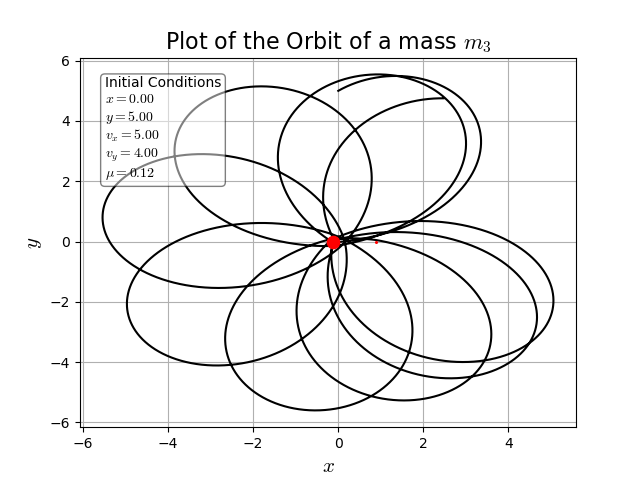 Plot of the Orbit of a mass m₃
Initial Conditions
x = 0.00
y = 5.00
vₓ = 5.00
v_y = 4.00
μ = 0.12
6
4
2
0
−2
−4
−6
y
−6 −4 −2 0 2 4
x